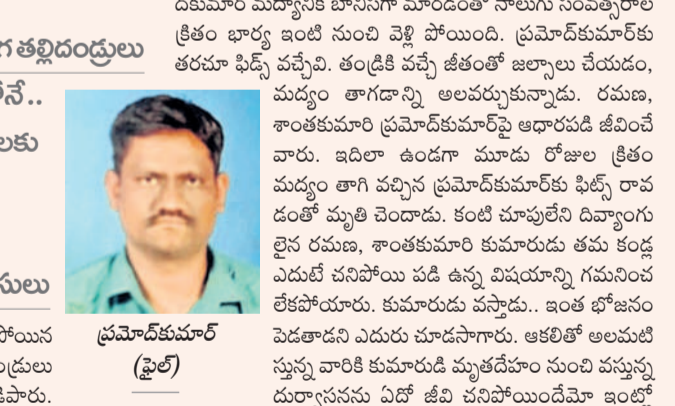 దకుమార్ మద్యానికి బానిసగా మారడంతో నాలుగు సంవత్సరాల
క్రితం భార్య ఇంటి నుంచి వెళ్లి పోయింది. ప్రమోద్‌కుమార్‌కు
తరచూ ఫిడ్స్ వచ్చేవి. తండ్రికి వచ్చే జీతంతో జల్సాలు చేయడం,
మద్యం తాగడాన్ని అలవర్చుకున్నాడు. రమణ,
శాంతకుమారి ప్రమోద్‌కుమార్‌పై ఆధారపడి జీవించే
వారు. ఇదిలా ఉండగా మూడు రోజుల క్రితం
మద్యం తాగి వచ్చిన ప్రమోద్‌కుమార్‌కు ఫిట్స్ రావ
డంతో మృతి చెందాడు. కంటి చూపులేని దివ్యాంగు
లైన రమణ, శాంతకుమారి కుమారుడు తమ కండ్ల
ఎదుటే చనిపోయి పడి ఉన్న విషయాన్ని గమనించ
లేకపోయారు. కుమారుడు వస్తాడు.. ఇంత భోజనం
పెడతాడని ఎదురు చూడసాగారు. ఆకలితో అలమటి
స్తున్న వారికి కుమారుడి మృతదేహం నుంచి వస్తున్న
దుర్వాసనను ఏదో జీవి చనిపోయిందేమో ఇంట్లో
గ తల్లిదండ్రులు
నే..
లకు
సులు
ప్రమోద్‌కుమార్
(ఫైల్)
పోయిన
డ్రులు
డిపారు.